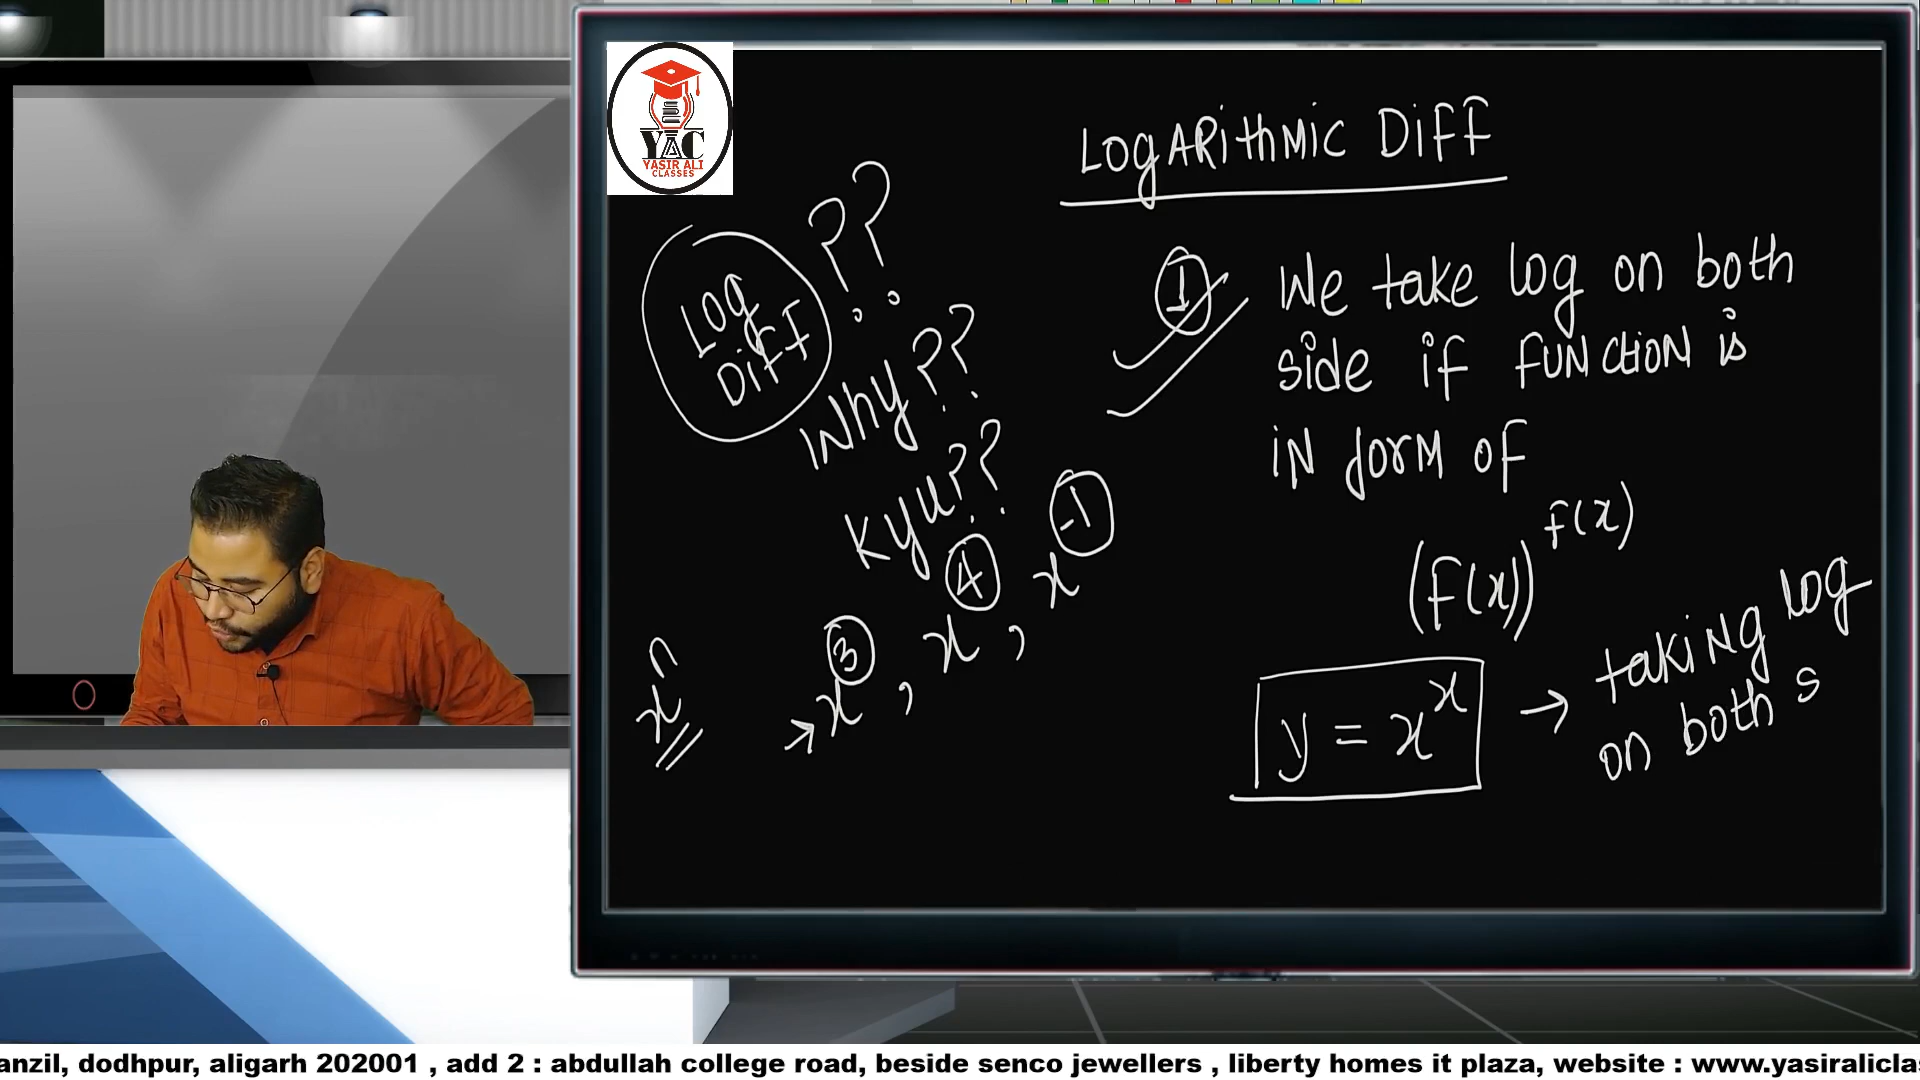 YAC
YASIR ALI
CLASSES
LOGARithMiC DiFF
LOG
DiFF
??
Why??
Kyu??
① We take log on both
side if FUNCtiON is
iN form of
(F(x))^f(x)
y = x^x → takiNg log
on both s
x^n
→ x^③, x^④, x^-1
anzil, dodhpur, aligarh 202001 , add 2 : abdullah college road, beside senco jewellers , liberty homes it plaza, website : www.yasiralicla